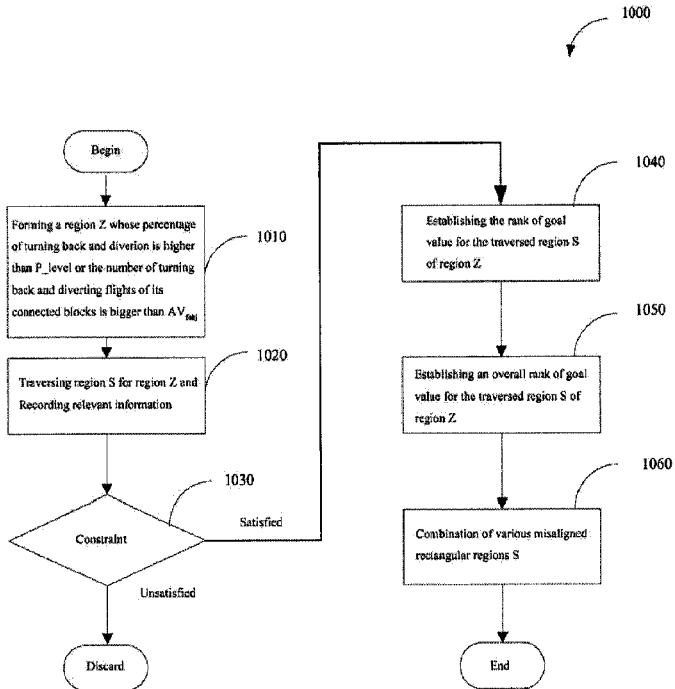 1000
Begin
Forming a region Z whose percentage
of turning back and diverion is higher
than P_level or the number of turning
back and diverting flights of its
connected blocks is bigger than AV
1010
Traversing region S for region Z and
Recording relevant information
1020
Constraint
1030
Satisfied
Unsatisfied
Discard
Establishing the rank of goal
value for the traversed region S
of region Z
1040
Establishing an overall rank of goal
value for the traversed region S of
region Z
1050
Combination of various misaligned
rectangular regions S
1060
End